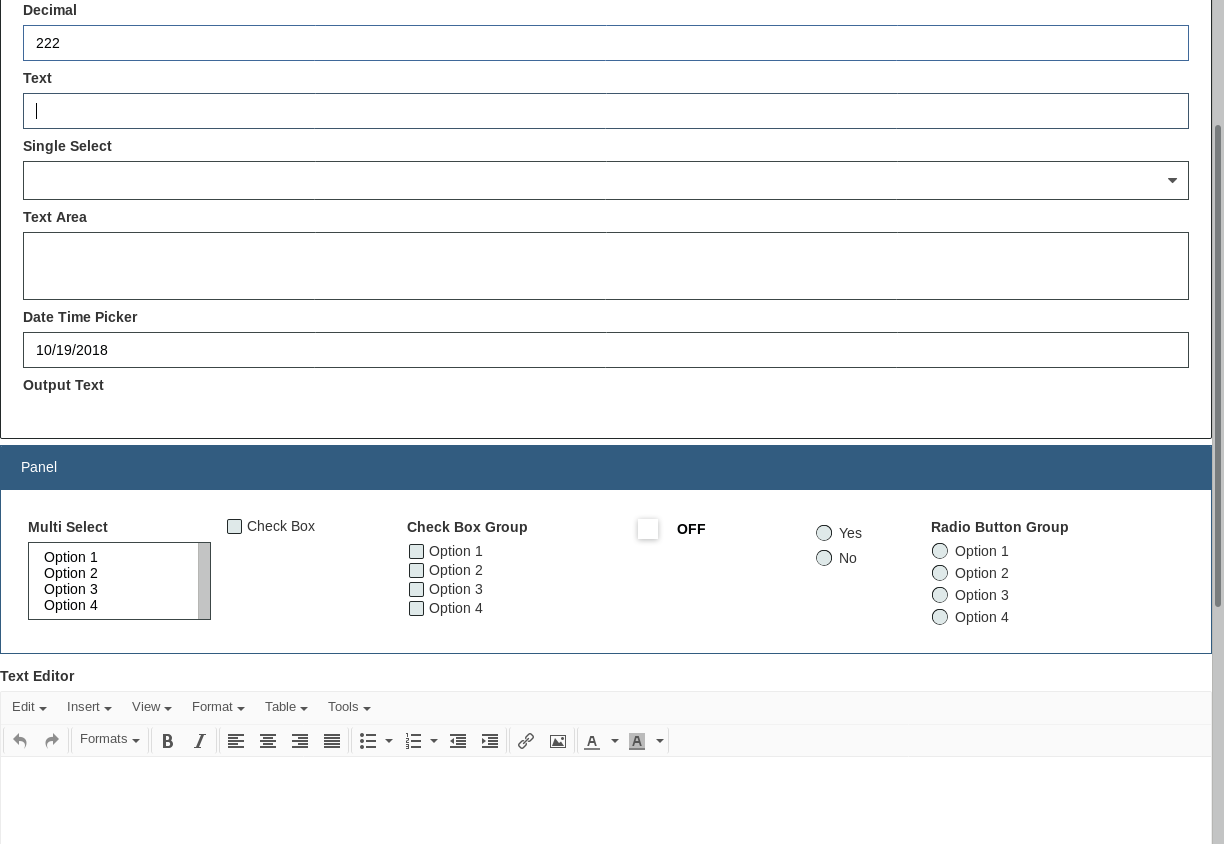 Decimal
222
Text
Single Select
Text Area
Date Time Picker
10/19/2018
Output Text
Panel
Multi Select
Option 1
Option 2
Option 3
Option 4
Check Box
Check Box Group
Option 1
Option 2
Option 3
Option 4
OFF
Yes
No
Radio Button Group
Option 1
Option 2
Option 3
Option 4
Text Editor
Edit Insert View Format Table Tools
Formats B I A A